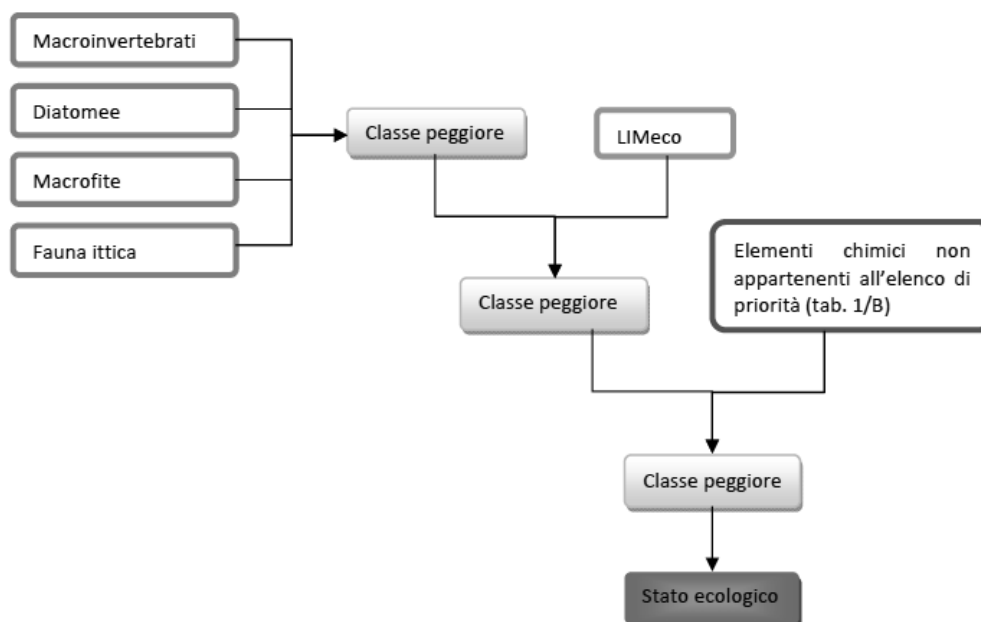 Macroinvertebrati
Diatomee
Macrofite
Fauna ittica
Classe peggiore
LIMeco
Classe peggiore
Elementi chimici non
appartenenti all'elenco di
priorità (tab. 1/B)
Classe peggiore
Stato ecologico